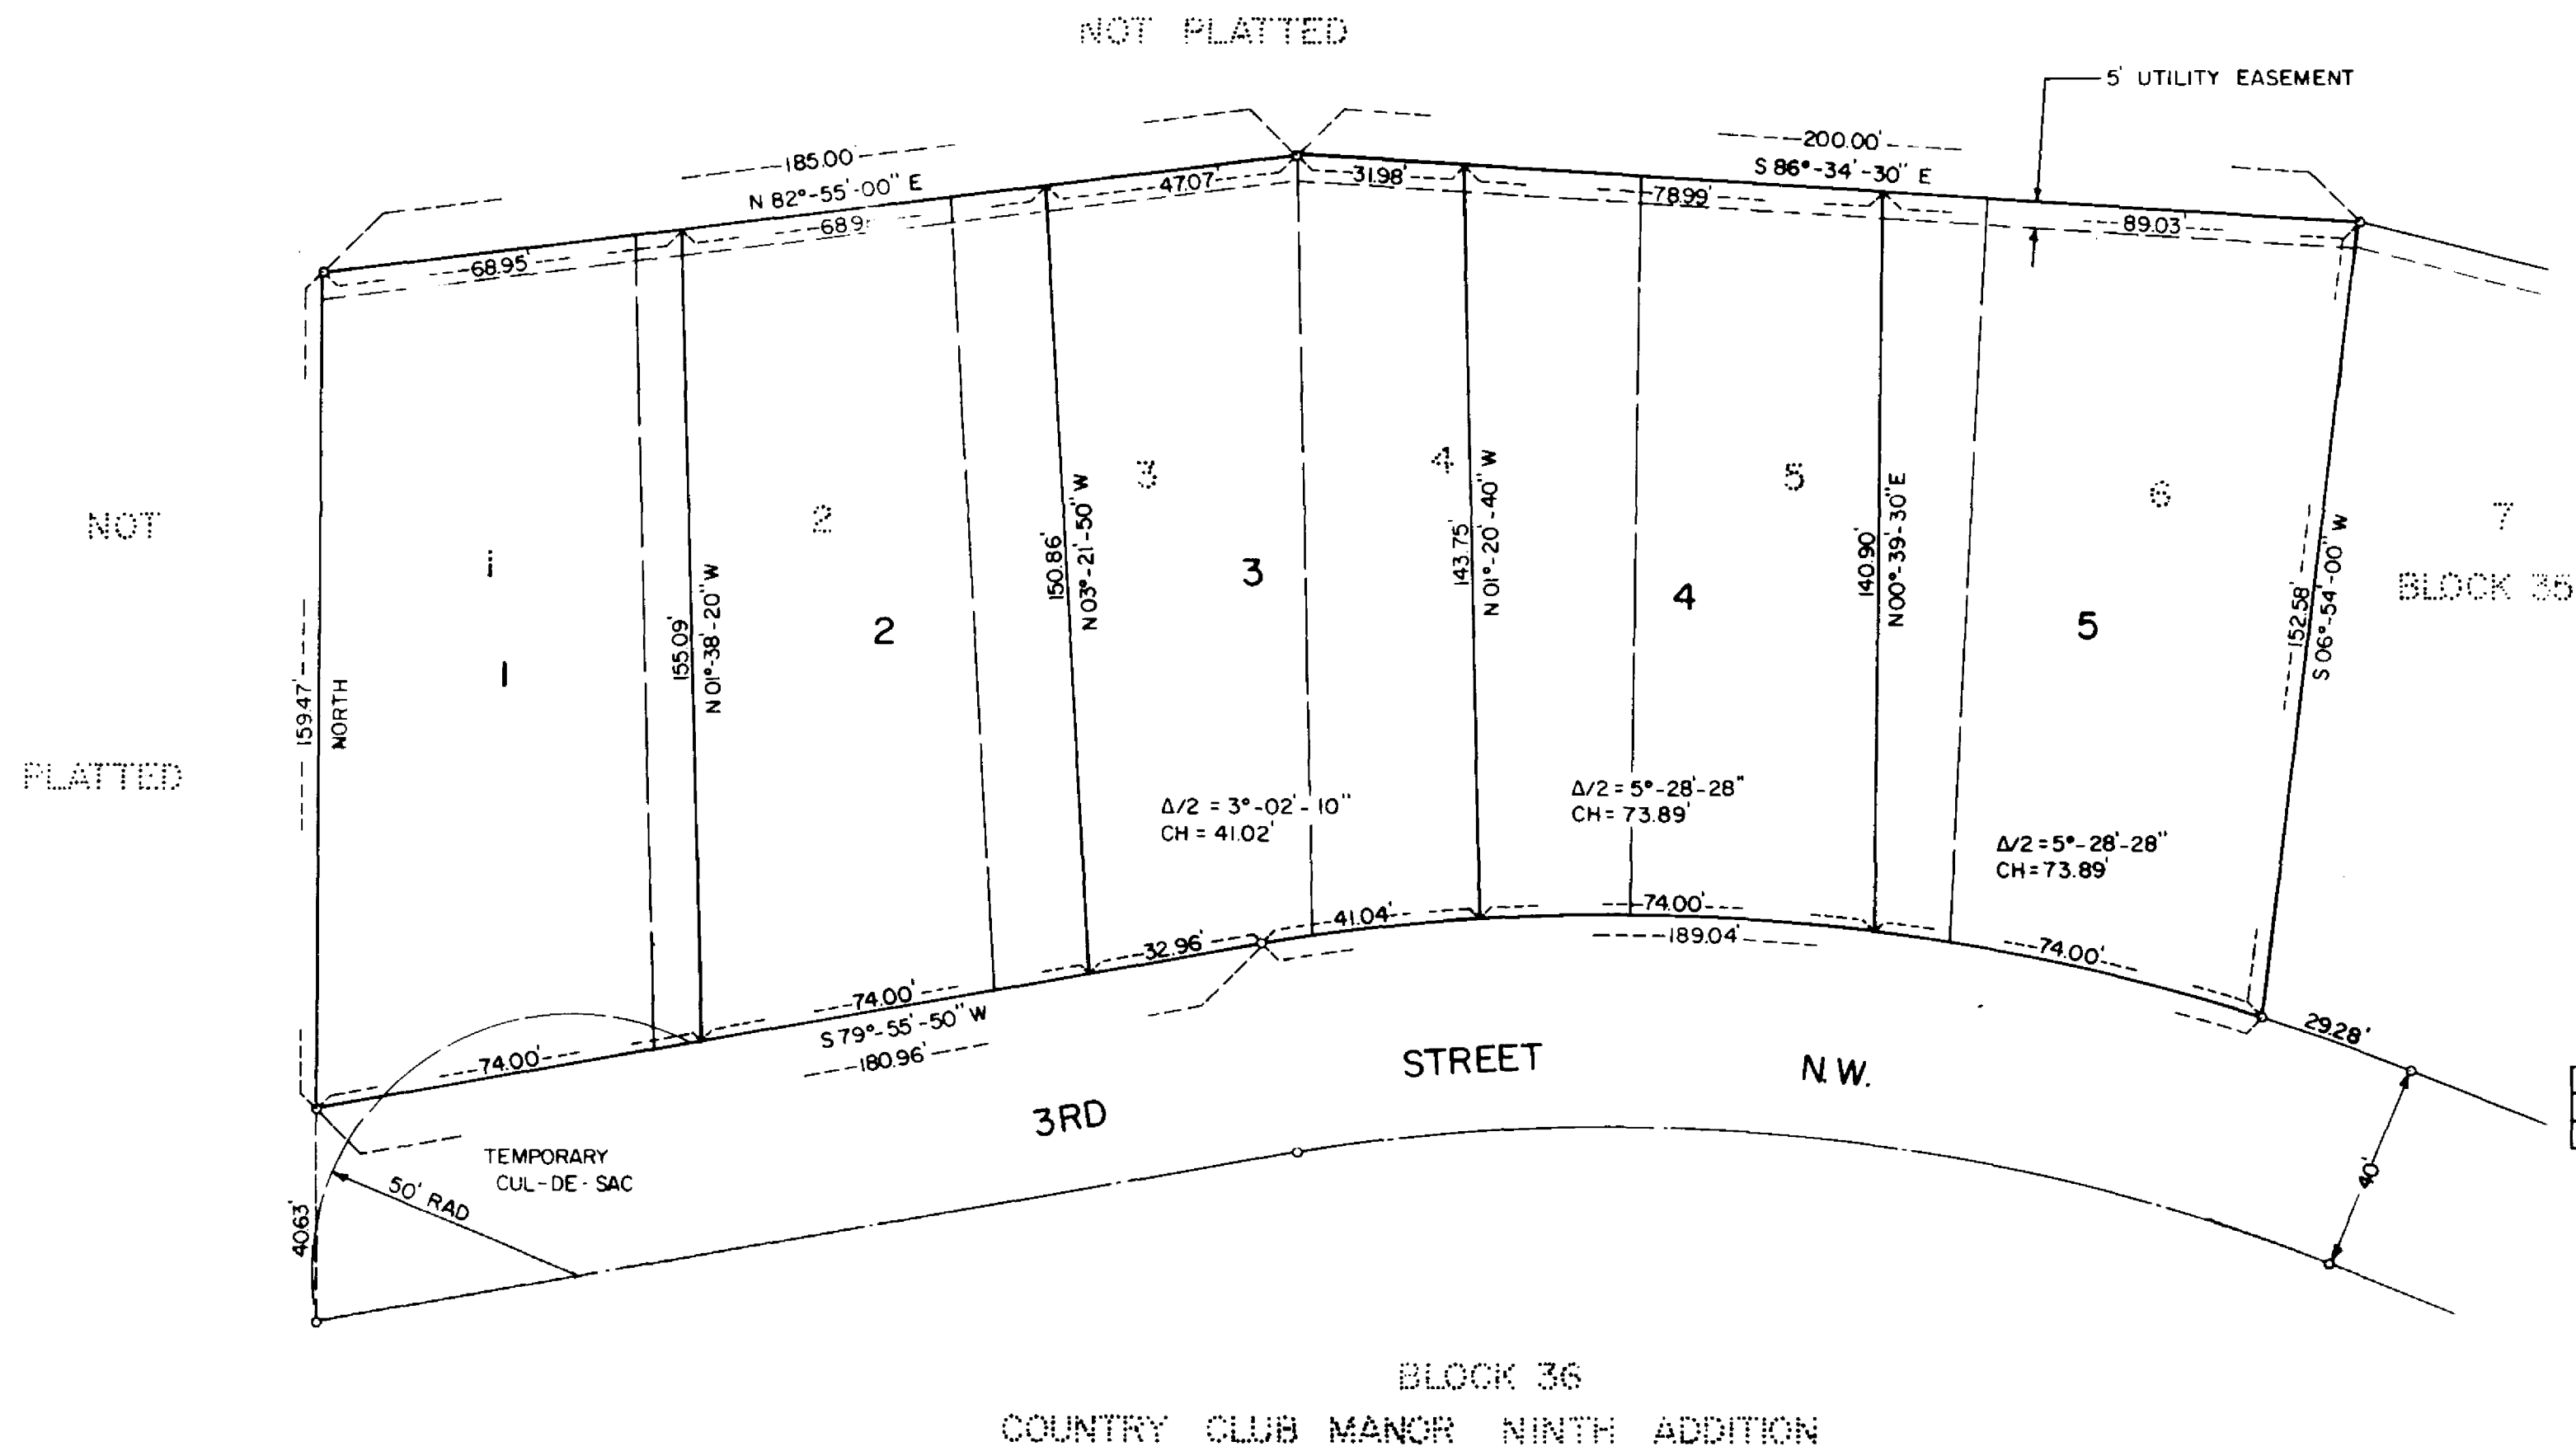 NOT PLATTED
5' UTILITY EASEMENT
185.00'
N 82°-55'-00" E
200.00'
S 86°-34'-30" E
68.95'
47.07'
31.98'
78.99'
89.03'
NOT
PLATTED
1
2
3
4
5
6
7
BLOCK 35
1
2
3
4
5
159.47'
NORTH
155.09'
N 01°-38'-20" W
150.86'
N 03°-21'-50" W
143.75'
N 01°-20'-40" W
140.90'
N 00°-39'-30" E
152.58'
S 06°-54'-00" W
Δ/2 = 3°-02'-10"
CH = 41.02'
Δ/2 = 5°-28'-28"
CH = 73.89'
Δ/2 = 5°-28'-28"
CH = 73.89'
74.00'
74.00'
32.96'
41.04'
74.00'
74.00'
S 79°-55'-50" W
180.96'
189.04'
29.28'
3RD STREET N.W.
TEMPORARY
CUL-DE-SAC
50' RAD
40.63'
40'
BLOCK 36
COUNTRY CLUB MANOR NINTH ADDITION